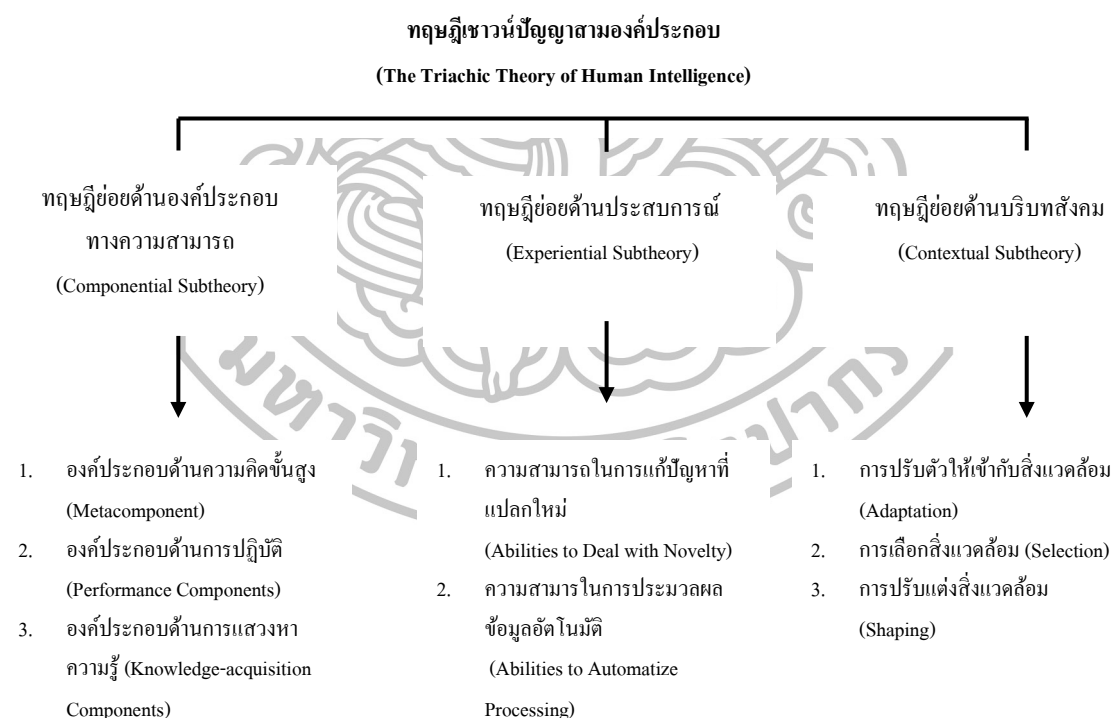 ทฤษฎีเชาวน์ปัญญาสามองค์ประกอบ
(The Triachic Theory of Human Intelligence)
ทฤษฎีย่อยด้านองค์ประกอบ
ทางความสามารถ
(Componential Subtheory)
ทฤษฎีย่อยด้านประสบการณ์
(Experiential Subtheory)
ทฤษฎีย่อยด้านบริบทสังคม
(Contextual Subtheory)
1. องค์ประกอบด้านความคิดขั้นสูง
(Metacomponent)
2. องค์ประกอบด้านการปฏิบัติ
(Performance Components)
3. องค์ประกอบด้านการแสวงหา
ความรู้ (Knowledge-acquisition
Components)
1. ความสามารถในการแก้ปัญหาที่
แปลกใหม่
(Abilities to Deal with Novelty)
2. ความสามารในการประมวลผล
ข้อมูลอัตโนมัติ
(Abilities to Automatize
Processing)
1. การปรับตัวให้เข้ากับสิ่งแวดล้อม
(Adaptation)
2. การเลือกสิ่งแวดล้อม (Selection)
3. การปรับแต่งสิ่งแวดล้อม
(Shaping)